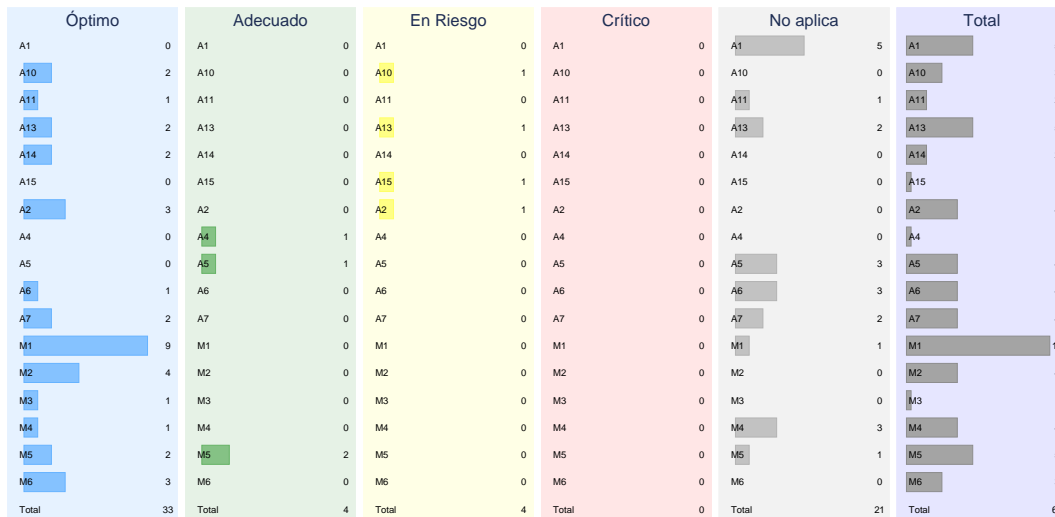 Óptimo Adecuado En Riesgo Crítico No aplica Total
A1 0 A1 0 A1 0 A1 0 A1 5 A1
A10 2 A10 0 A10 1 A10 0 A10 0 A10
A11 1 A11 0 A11 0 A11 0 A11 1 A11
A13 2 A13 0 A13 1 A13 0 A13 2 A13
A14 2 A14 0 A14 0 A14 0 A14 0 A14
A15 0 A15 0 A15 1 A15 0 A15 0 A15
A2 3 A2 0 A2 1 A2 0 A2 0 A2
A4 0 A4 1 A4 0 A4 0 A4 0 A4
A5 0 A5 1 A5 0 A5 0 A5 3 A5
A6 1 A6 0 A6 0 A6 0 A6 3 A6
A7 2 A7 0 A7 0 A7 0 A7 2 A7
M1 9 M1 0 M1 0 M1 0 M1 1 M1
M2 4 M2 0 M2 0 M2 0 M2 0 M2
M3 1 M3 0 M3 0 M3 0 M3 0 M3
M4 1 M4 0 M4 0 M4 0 M4 3 M4
M5 2 M5 2 M5 0 M5 0 M5 1 M5
M6 3 M6 0 M6 0 M6 0 M6 0 M6
Total 33 Total 4 Total 4 Total 0 Total 21 Total